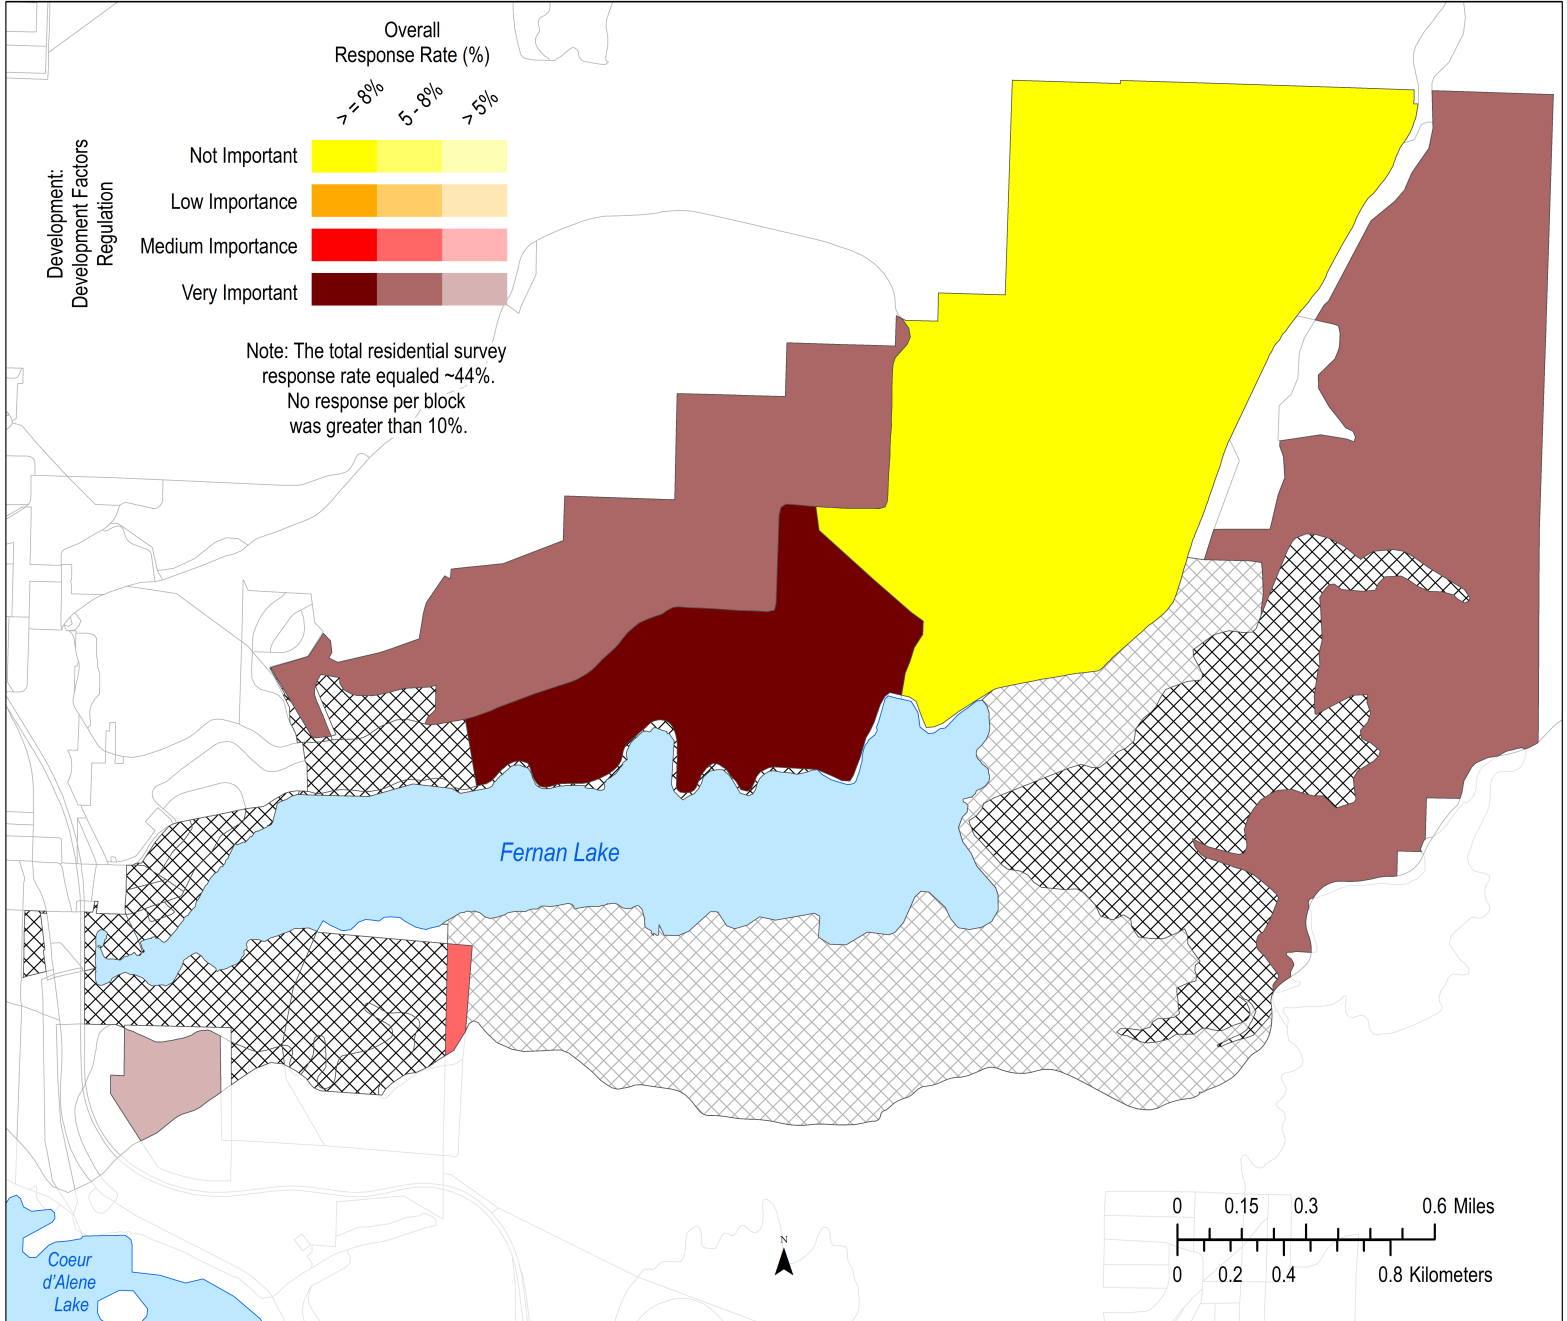 Overall
Response Rate (%)
> = 8%
5 - 8%
> 5%
Development:
Development Factors
Regulation
Not Important
Low Importance
Medium Importance
Very Important
Note: The total residential survey
response rate equaled ~44%.
No response per block
was greater than 10%.
Fernan Lake
Coeur
d'Alene
Lake
N
0 0.15 0.3 0.6 Miles
0 0.2 0.4 0.8 Kilometers